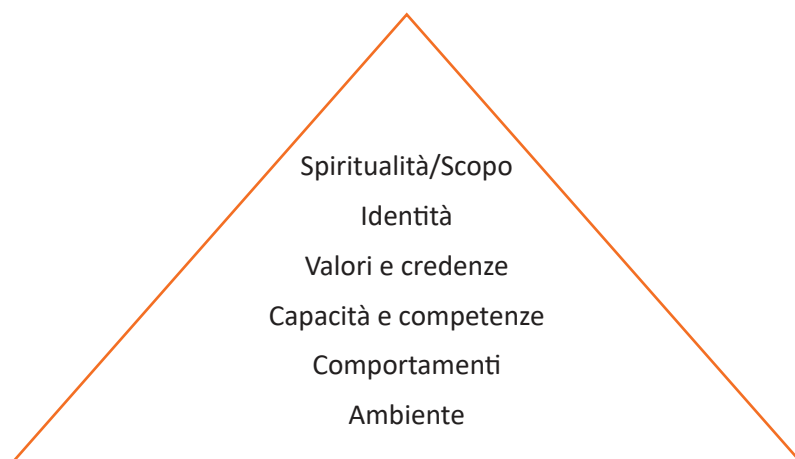 Spiritualità/Scopo
Identità
Valori e credenze
Capacità e competenze
Comportamenti
Ambiente